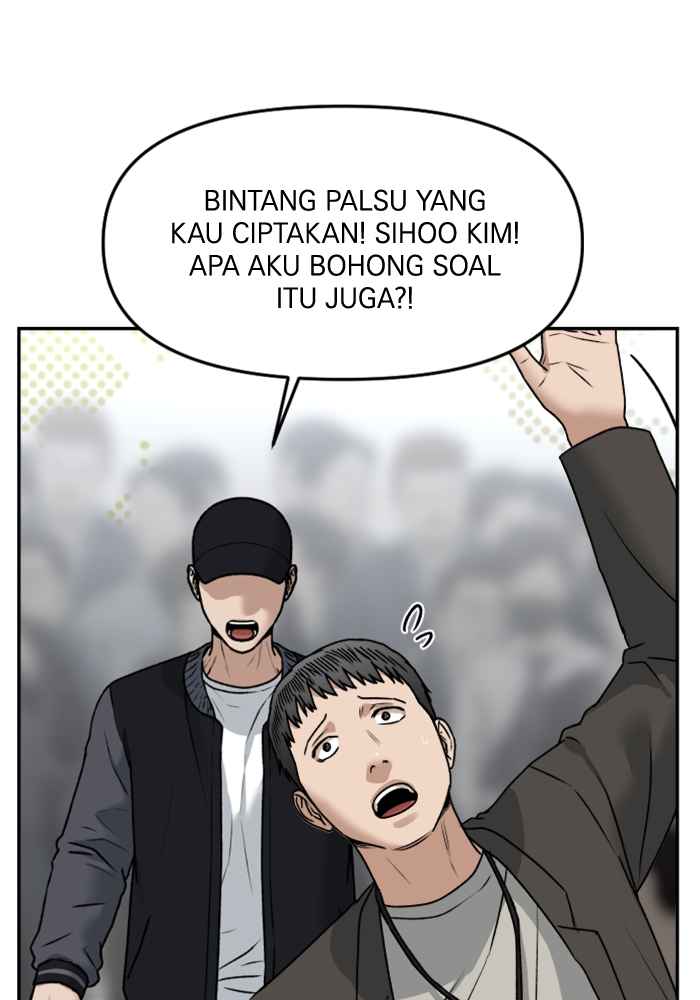 BINTANG PALSU YANG
KAU CIPTAKAN! SIHOO KIM!
APA AKU BOHONG SOAL
ITU JUGA?!